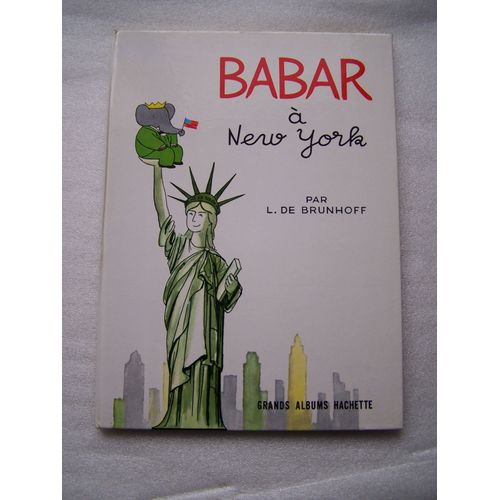 BABAR
à
New York
PAR
L. DE BRUNHOFF
GRANDS ALBUMS HACHETTE